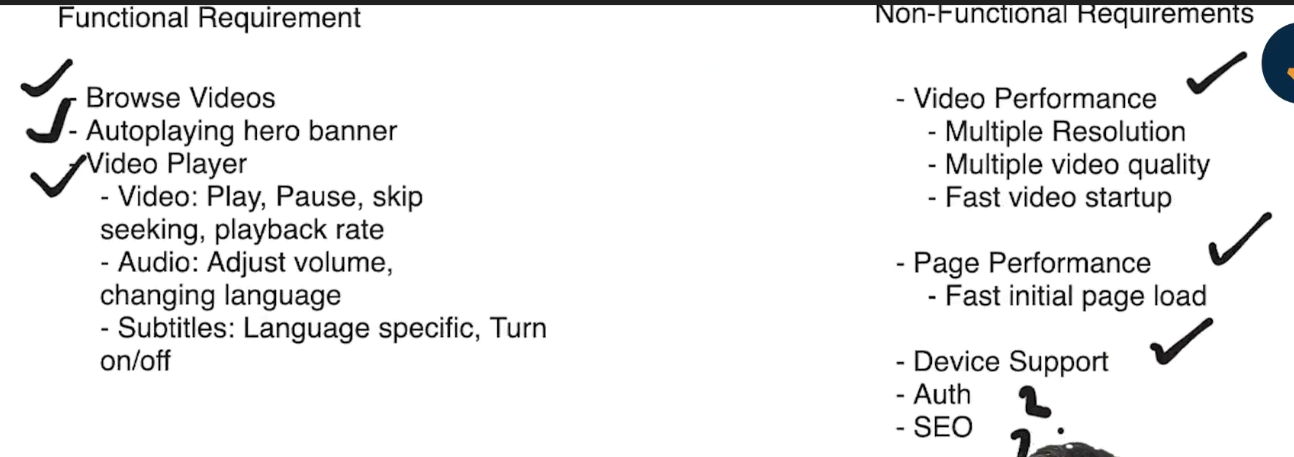 Functional Requirement
- Browse Videos
- Autoplaying hero banner
- Video Player
- Video: Play, Pause, skip
seeking, playback rate
- Audio: Adjust volume,
changing language
- Subtitles: Language specific, Turn
on/off
Non-Functional Requirements
- Video Performance
- Multiple Resolution
- Multiple video quality
- Fast video startup
- Page Performance
- Fast initial page load
- Device Support
- Auth
- SEO